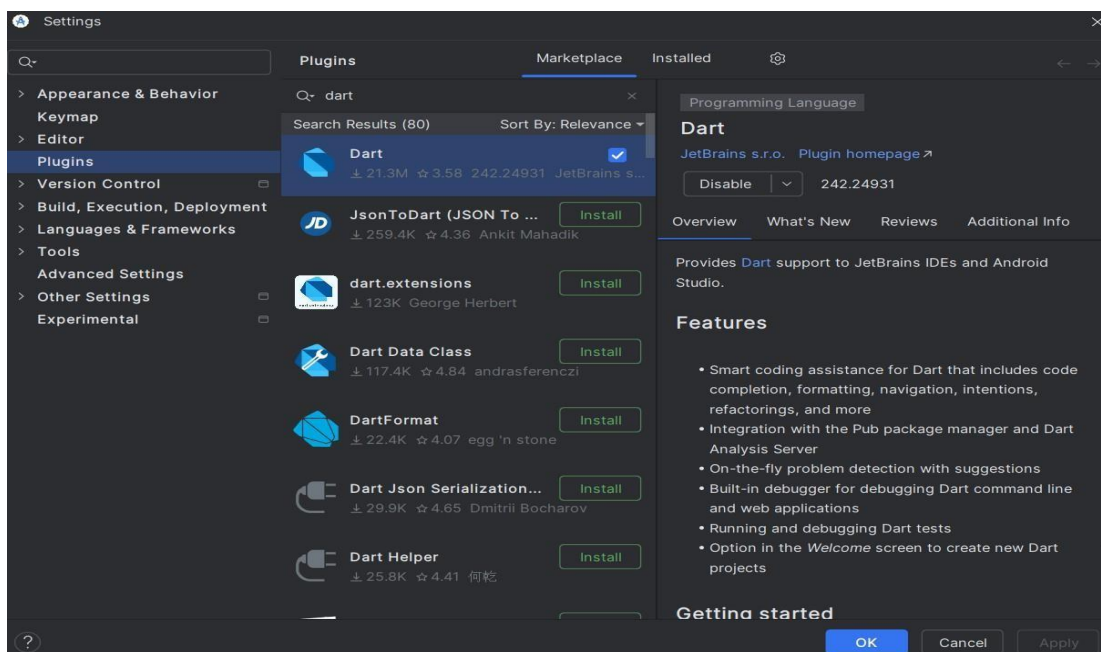 Settings
Appearance & Behavior
Keymap
Editor
Plugins
Version Control
Build, Execution, Deployment
Languages & Frameworks
Tools
Advanced Settings
Other Settings
Experimental
Plugins
Marketplace
Installed
dart
Search Results (80) Sort By: Relevance
Dart
21.3M 3.58 242.24931 JetBrains s...
JsonToDart (JSON To ... Install
JD
259.4K 4.36 Ankit Mahadik
dart.extensions Install
123K George Herbert
Dart Data Class Install
117.4K 4.84 andrasferenczi
DartFormat Install
22.4K 4.07 egg 'n stone
Dart Json Serialization... Install
29.9K 4.65 Dmitrii Bocharov
Dart Helper Install
25.8K 4.41 何乾
Programming Language
Dart
JetBrains s.r.o. Plugin homepage ↗
Disable 242.24931
Overview What's New Reviews Additional Info
Provides Dart support to JetBrains IDEs and Android
Studio.
Features
• Smart coding assistance for Dart that includes code
completion, formatting, navigation, intentions,
refactorings, and more
• Integration with the Pub package manager and Dart
Analysis Server
• On-the-fly problem detection with suggestions
• Built-in debugger for debugging Dart command line
and web applications
• Running and debugging Dart tests
• Option in the Welcome screen to create new Dart
projects
Getting started
?
OK Cancel Apply